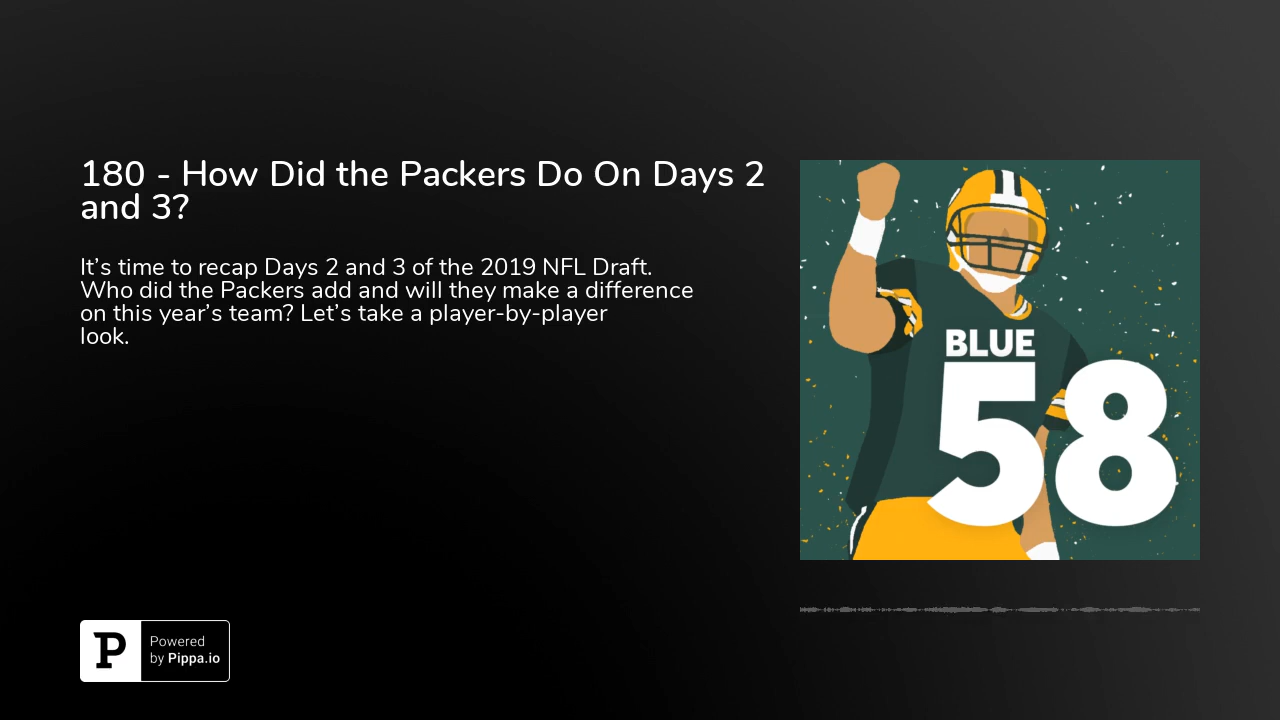 180 - How Did the Packers Do On Days 2
and 3?
It’s time to recap Days 2 and 3 of the 2019 NFL Draft.
Who did the Packers add and will they make a difference
on this year’s team? Let’s take a player-by-player
look.
BLUE
58
P
Powered
by Pippa.io